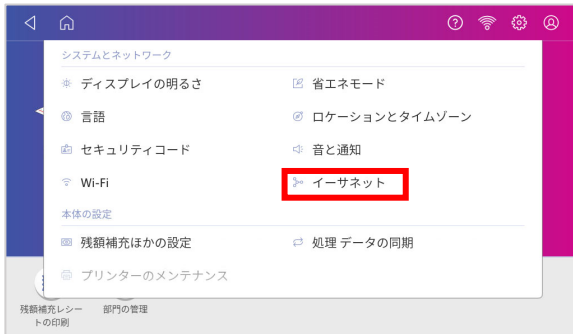 システムとネットワーク
ディスプレイの明るさ
省エネモード
言語
ロケーションとタイムゾーン
セキュリティコード
音と通知
Wi-Fi
イーサネット
本体の設定
残額補充ほかの設定
処理 データの同期
プリンターのメンテナンス
残額補充レシー
トの印刷
部門の管理